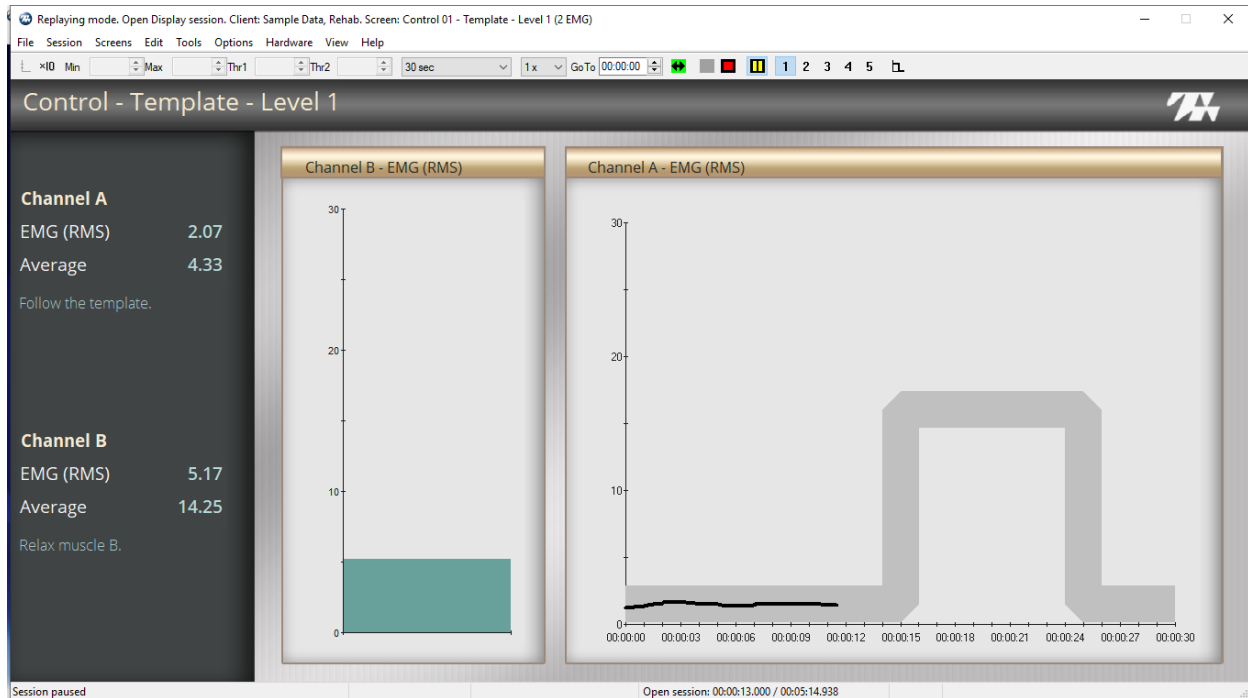 Replaying mode. Open Display session. Client: Sample Data, Rehab. Screen: Control 01 - Template - Level 1 (2 EMG)
File Session Screens Edit Tools Options Hardware View Help
×10 Min Max Thr1 Thr2 30 sec 1 x GoTo 00:00:00 1 2 3 4 5
Control - Template - Level 1
Channel A
EMG (RMS) 2.07
Average 4.33
Follow the template.
Channel B
EMG (RMS) 5.17
Average 14.25
Relax muscle B.
Channel B - EMG (RMS)
30
20
10
0
Channel A - EMG (RMS)
30
20
10
0
00:00:00 00:00:03 00:00:06 00:00:09 00:00:12 00:00:15 00:00:18 00:00:21 00:00:24 00:00:27 00:00:30
Session paused Open session: 00:00:13.000 / 00:05:14.938